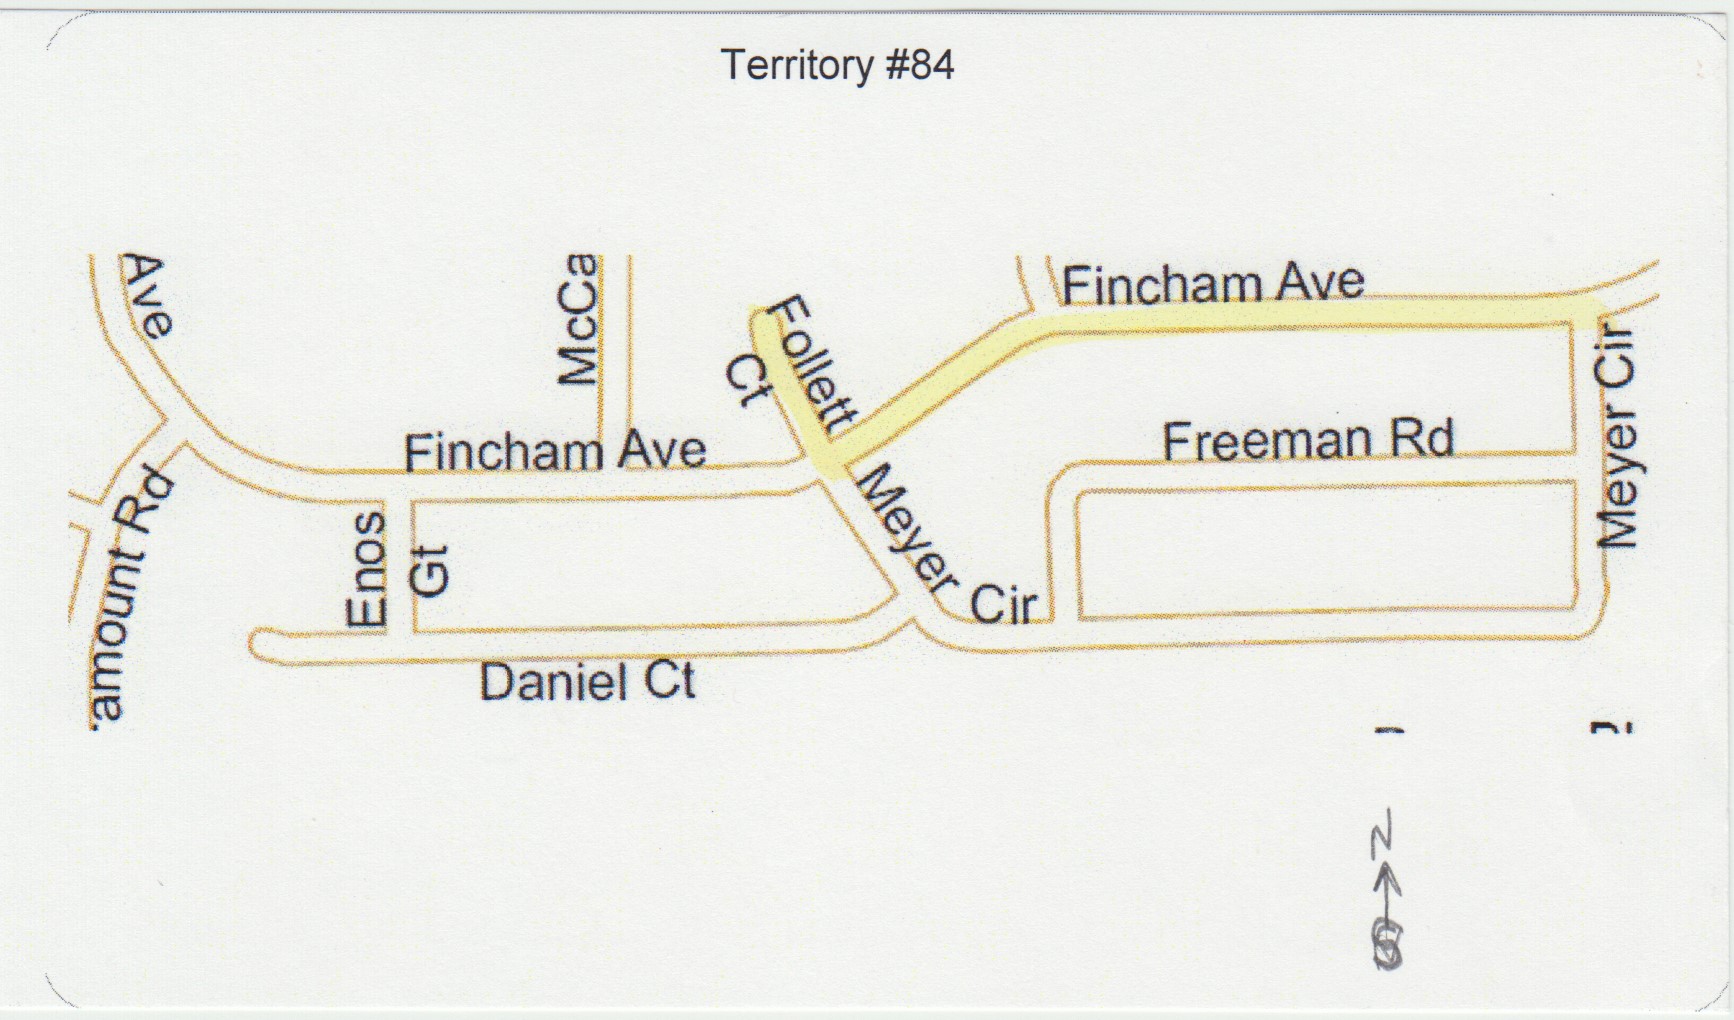 Territory #84
Ave
McCa
Follett
Ct
Fincham Ave
Meyer Cir
Fincham Ave
Freeman Rd
amount Rd
Enos
Gt
Meyer
Cir
Daniel Ct
N
S